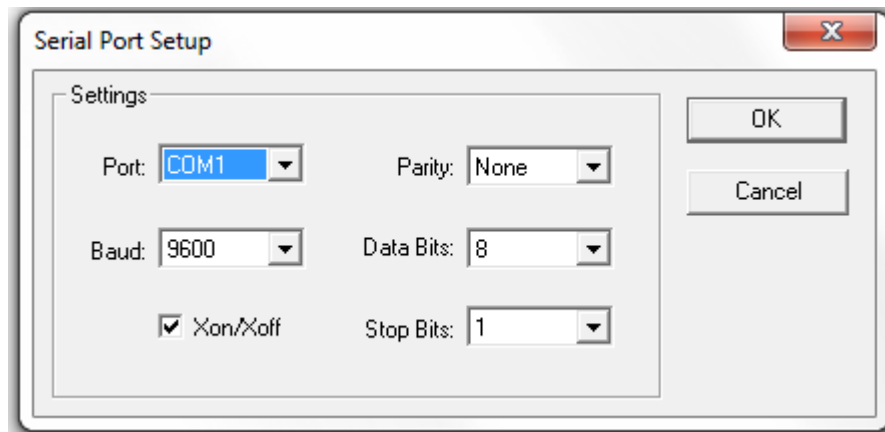 Serial Port Setup
Settings
Port: COM1
Parity: None
OK
Cancel
Baud: 9600
Data Bits: 8
Xon/Xoff
Stop Bits: 1